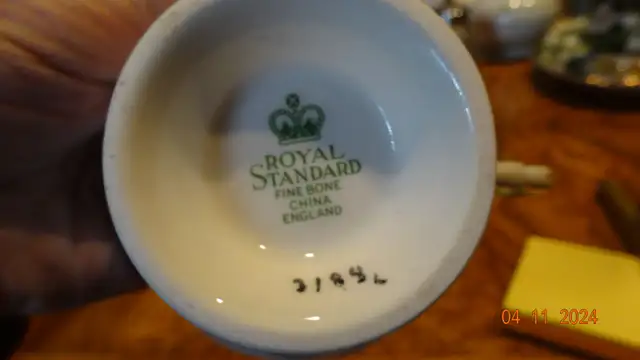 ROYAL
STANDARD
FINE BONE
CHINA
ENGLAND
04 11 2024